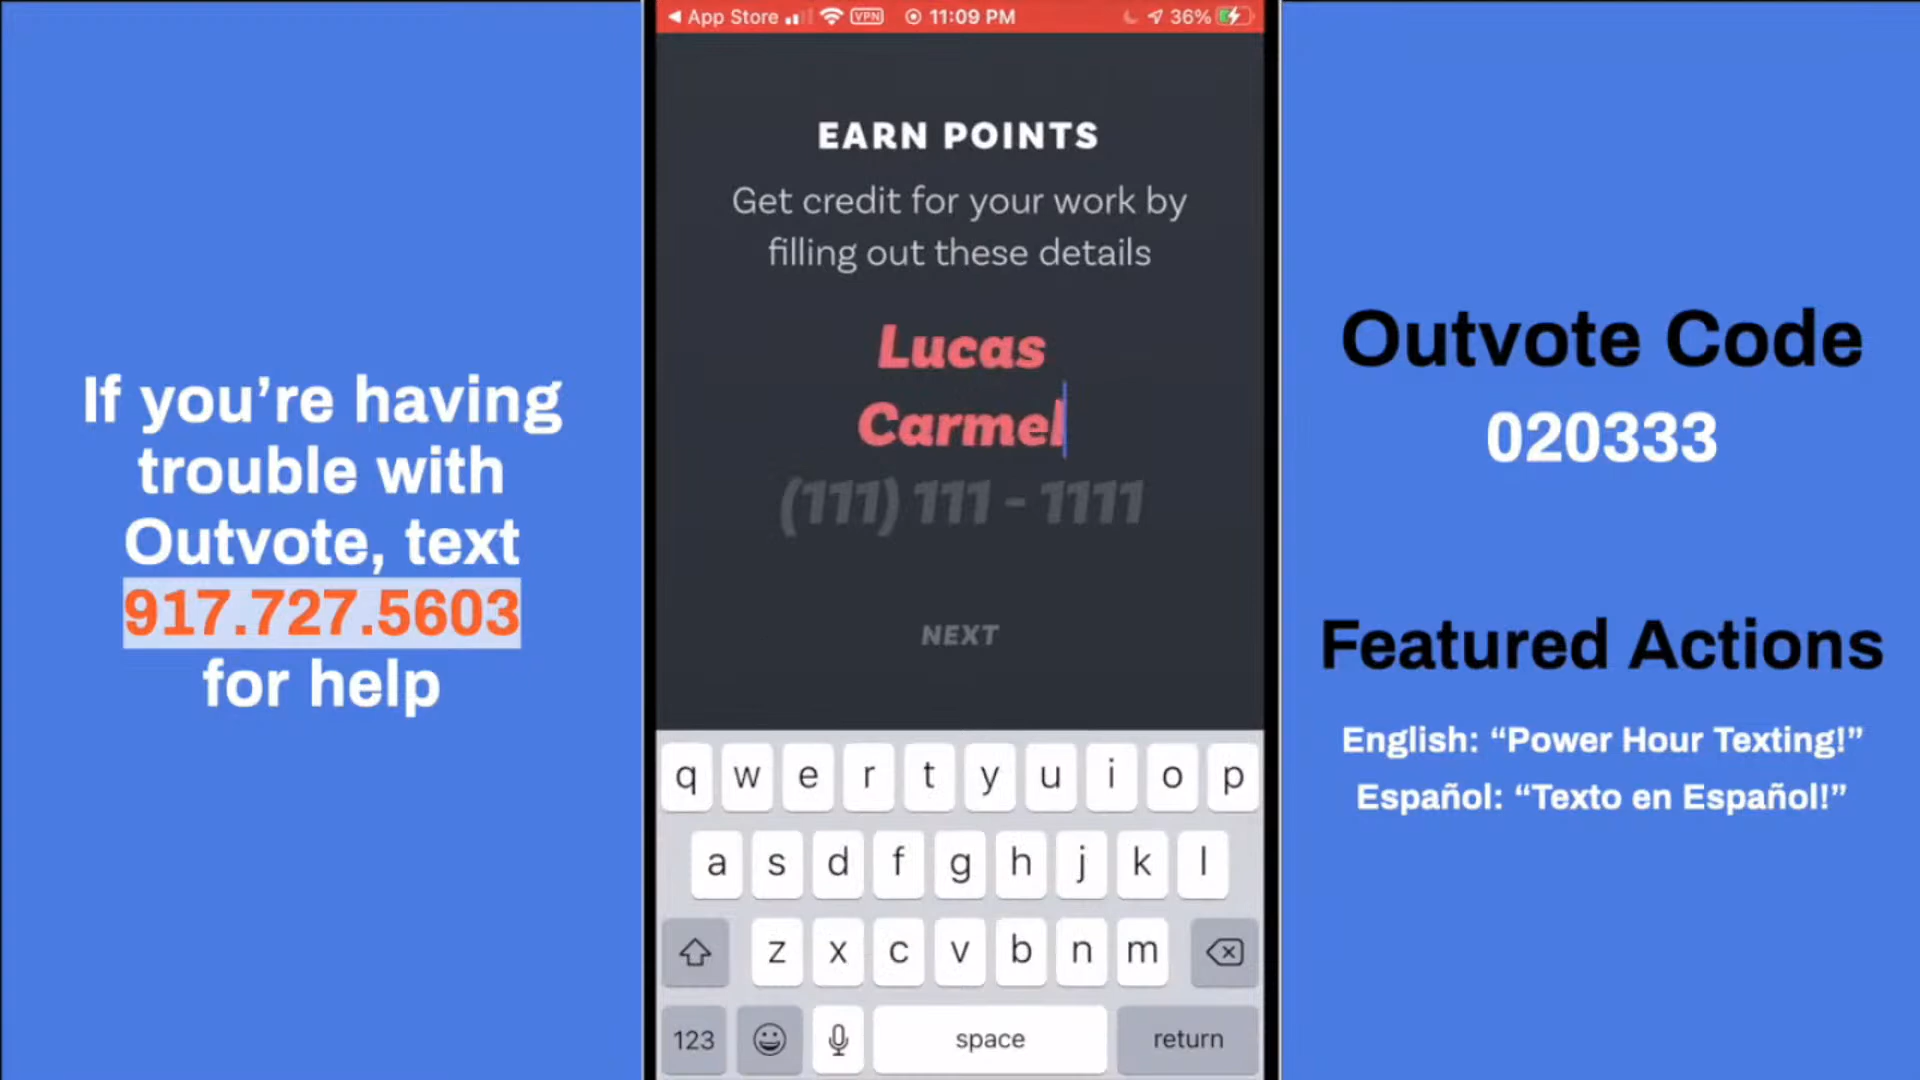 If you’re having
trouble with
Outvote, text
917.727.5603
for help
App Store
VPN
11:09 PM
36%
EARN POINTS
Get credit for your work by
filling out these details
Lucas
Carmel
(111) 111 - 1111
NEXT
q w e r t y u i o p
a s d f g h j k l
z x c v b n m
123
space
return
Outvote Code
020333
Featured Actions
English: “Power Hour Texting!”
Español: “Texto en Español!”